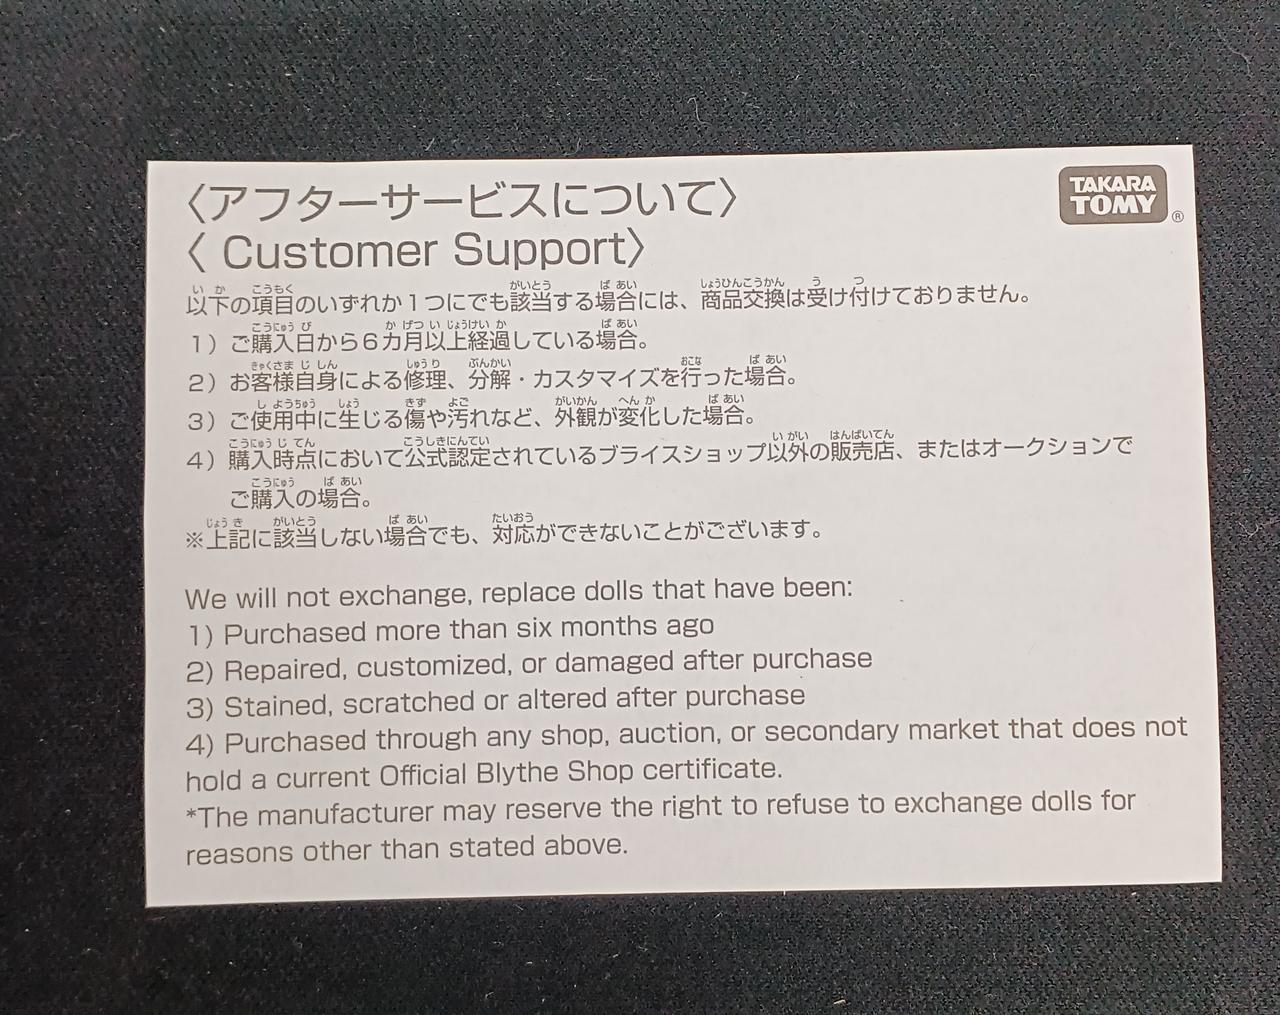 〈アフターサービスについて〉
TAKARA
TOMY
®
〈 Customer Support〉
以下の項目のいずれか1つにでも該当する場合には、商品交換は受け付けておりません。
1）ご購入日から6カ月以上経過している場合。
2）お客様自身による修理、分解・カスタマイズを行った場合。
3）ご使用中に生じる傷や汚れなど、外観が変化した場合。
4）購入時点において公式認定されているブライスショップ以外の販売店、またはオークションで
ご購入の場合。
※上記に該当しない場合でも、対応ができないことがございます。
We will not exchange, replace dolls that have been:
1) Purchased more than six months ago
2) Repaired, customized, or damaged after purchase
3) Stained, scratched or altered after purchase
4) Purchased through any shop, auction, or secondary market that does not
hold a current Official Blythe Shop certificate.
*The manufacturer may reserve the right to refuse to exchange dolls for
reasons other than stated above.